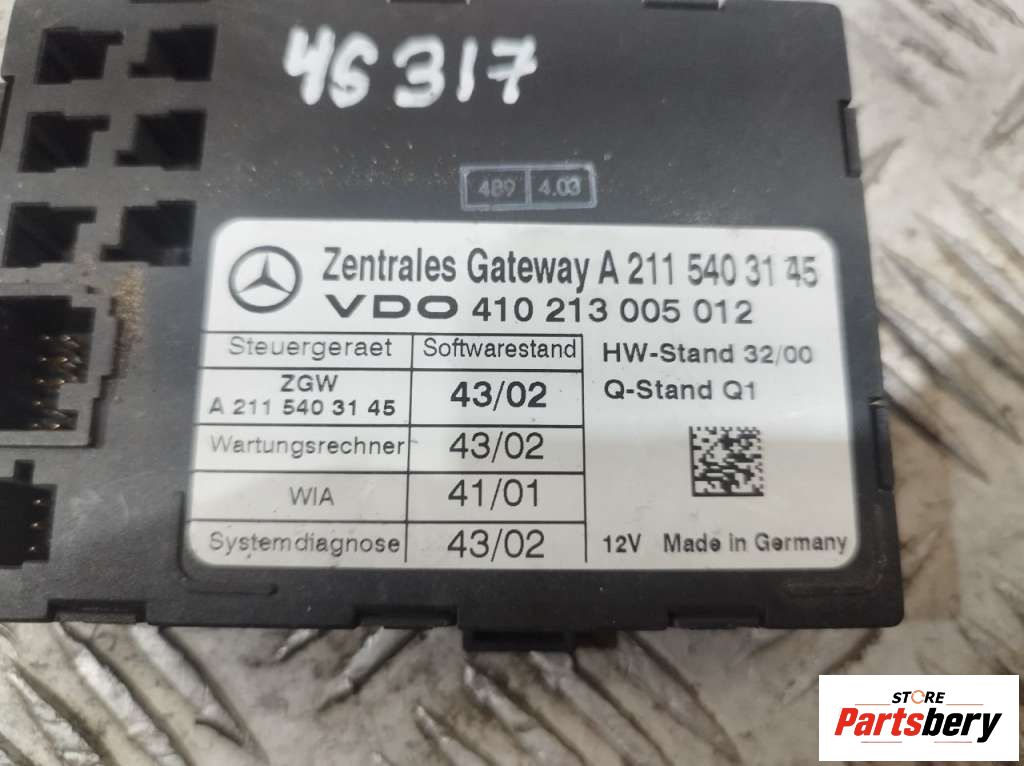 46317
489 4.03
Zentrales Gateway A 211 540 31 45
VDO 410 213 005 012
Steuergeraet Softwarestand HW-Stand 32/00
ZGW
A 211 540 31 45 43/02 Q-Stand Q1
Wartungsrechner 43/02
WIA 41/01
Systemdiagnose 43/02 12V Made in Germany
STORE
Partsbery